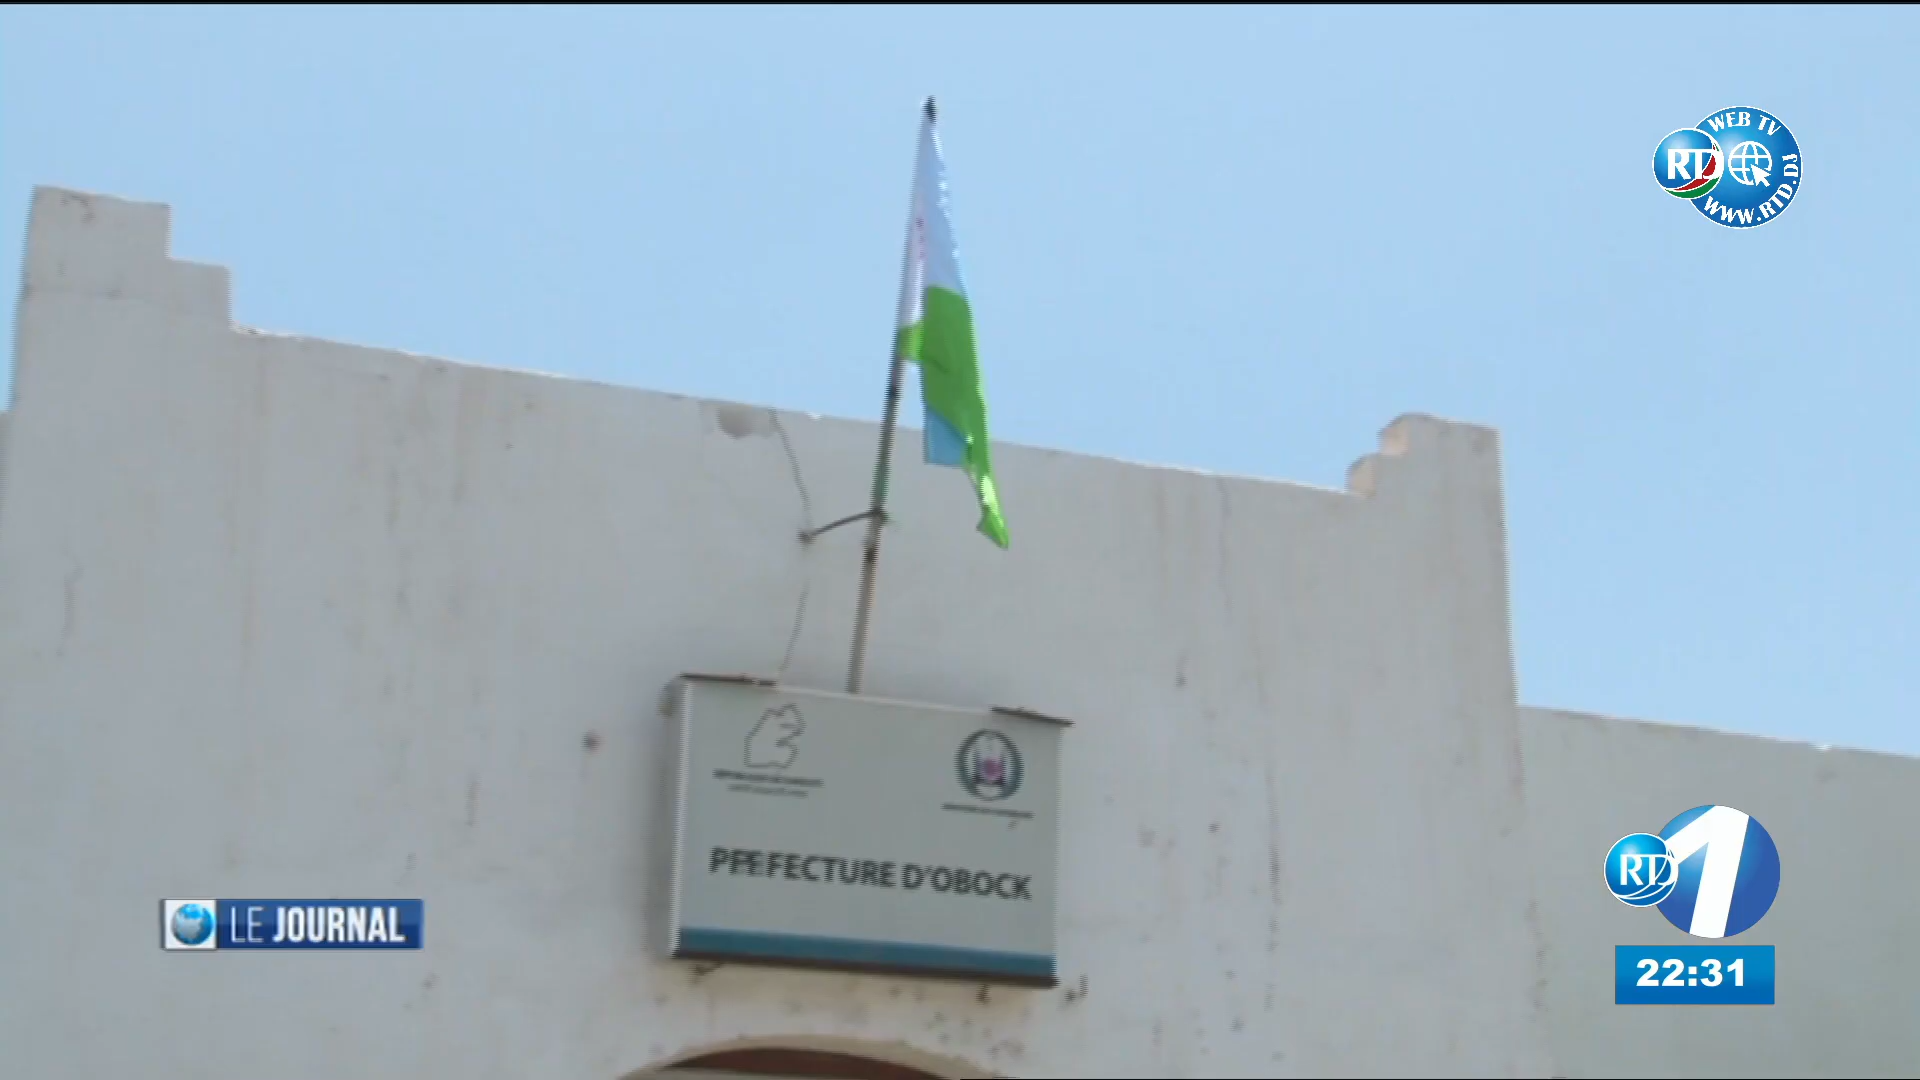 WEB TV
RTD
WWW.RTD.DJ
PREFECTURE D'OBOCK
LE JOURNAL
RTD 1
22:31